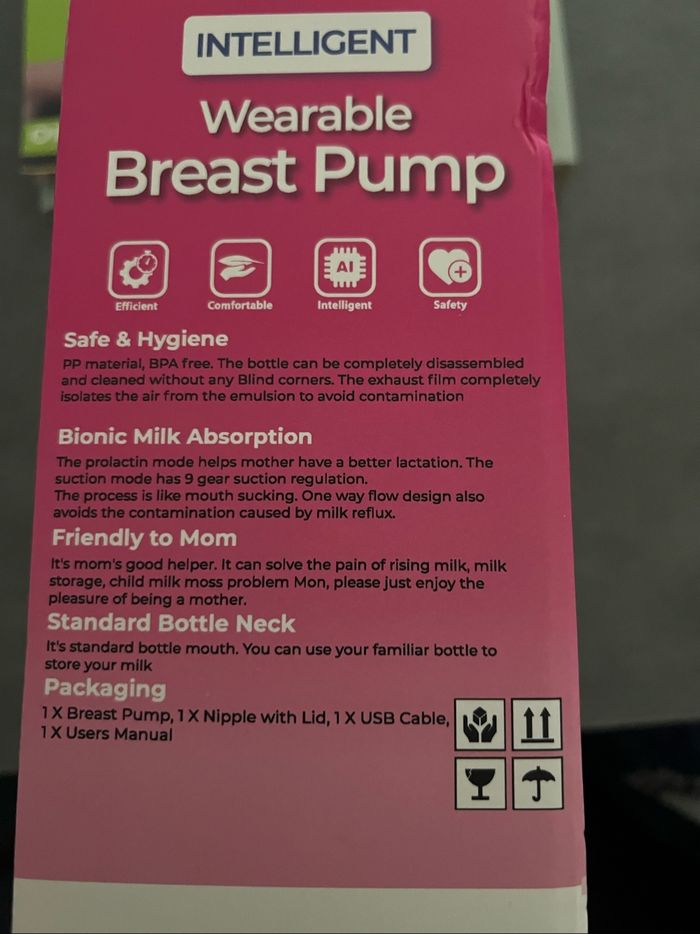 INTELLIGENT
Wearable
Breast Pump
AI
Efficient
Comfortable
Intelligent
Safety
Safe & Hygiene
PP material, BPA free. The bottle can be completely disassembled
and cleaned without any Blind corners. The exhaust film completely
isolates the air from the emulsion to avoid contamination
Bionic Milk Absorption
The prolactin mode helps mother have a better lactation. The
suction mode has 9 gear suction regulation.
The process is like mouth sucking. One way flow design also
avoids the contamination caused by milk reflux.
Friendly to Mom
It's mom's good helper. It can solve the pain of rising milk, milk
storage, child milk moss problem Mon, please just enjoy the
pleasure of being a mother.
Standard Bottle Neck
It's standard bottle mouth. You can use your familiar bottle to
store your milk
Packaging
1 X Breast Pump, 1 X Nipple with Lid, 1 X USB Cable,
1 X Users Manual